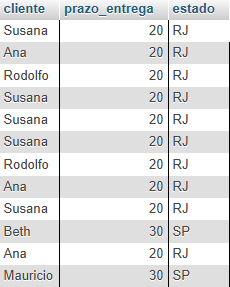 cliente prazo_entrega estado
Susana 20 RJ
Ana 20 RJ
Rodolfo 20 RJ
Susana 20 RJ
Susana 20 RJ
Susana 20 RJ
Rodolfo 20 RJ
Ana 20 RJ
Susana 20 RJ
Beth 30 SP
Ana 20 RJ
Mauricio 30 SP